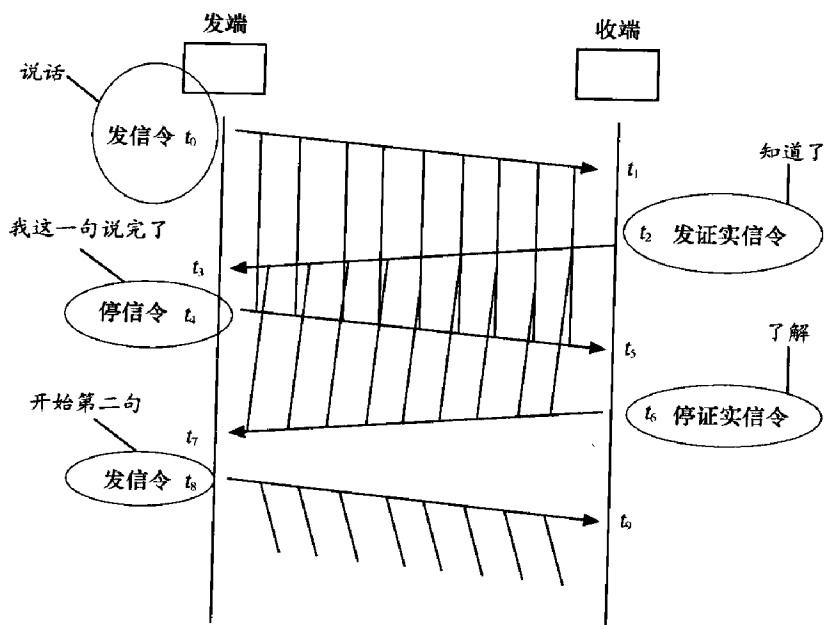 发端
收端
说话
发信令 t₀
t₁
知道了
我这一句说完了
t₂ 发证实信令
t₃
停信令 t₄
t₅
了解
开始第二句
t₆ 停证实信令
t₇
发信令 t₈
t₉